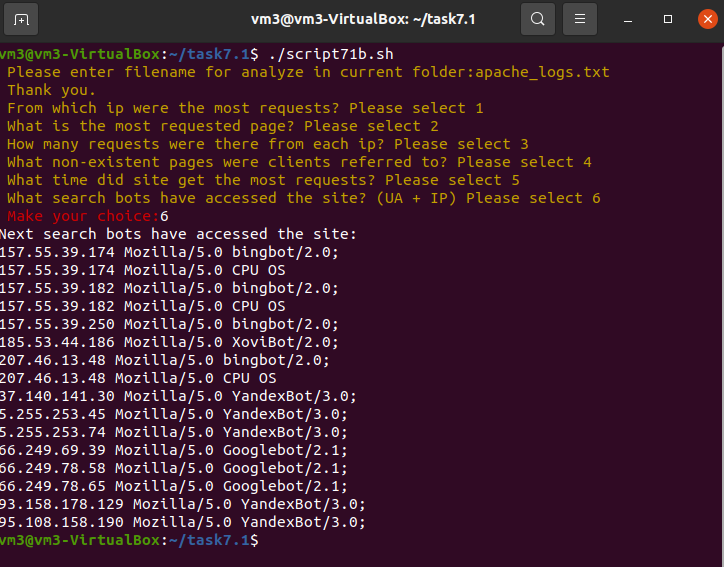 vm3@vm3-VirtualBox: ~/task7.1
vm3@vm3-VirtualBox:~/task7.1$ ./script71b.sh
Please enter filename for analyze in current folder:apache_logs.txt
Thank you.
From which ip were the most requests? Please select 1
What is the most requested page? Please select 2
How many requests were there from each ip? Please select 3
What non-existent pages were clients referred to? Please select 4
What time did site get the most requests? Please select 5
What search bots have accessed the site? (UA + IP) Please select 6
Make your choice:6
Next search bots have accessed the site:
157.55.39.174 Mozilla/5.0 bingbot/2.0;
157.55.39.174 Mozilla/5.0 CPU OS
157.55.39.182 Mozilla/5.0 bingbot/2.0;
157.55.39.182 Mozilla/5.0 CPU OS
157.55.39.250 Mozilla/5.0 bingbot/2.0;
185.53.44.186 Mozilla/5.0 XoviBot/2.0;
207.46.13.48 Mozilla/5.0 bingbot/2.0;
207.46.13.48 Mozilla/5.0 CPU OS
37.140.141.30 Mozilla/5.0 YandexBot/3.0;
5.255.253.45 Mozilla/5.0 YandexBot/3.0;
5.255.253.74 Mozilla/5.0 YandexBot/3.0;
66.249.69.39 Mozilla/5.0 Googlebot/2.1;
66.249.78.58 Mozilla/5.0 Googlebot/2.1;
66.249.78.65 Mozilla/5.0 Googlebot/2.1;
93.158.178.129 Mozilla/5.0 YandexBot/3.0;
95.108.158.190 Mozilla/5.0 YandexBot/3.0;
vm3@vm3-VirtualBox:~/task7.1$